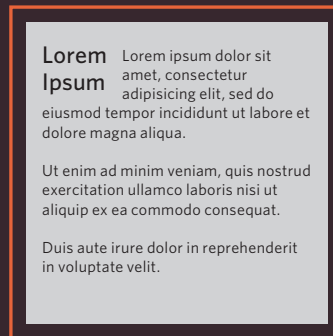 Lorem
Ipsum
Lorem ipsum dolor sit
amet, consectetur
adipisicing elit, sed do
eiusmod tempor incididunt ut labore et
dolore magna aliqua.
Ut enim ad minim veniam, quis nostrud
exercitation ullamco laboris nisi ut
aliquip ex ea commodo consequat.
Duis aute irure dolor in reprehenderit
in voluptate velit.